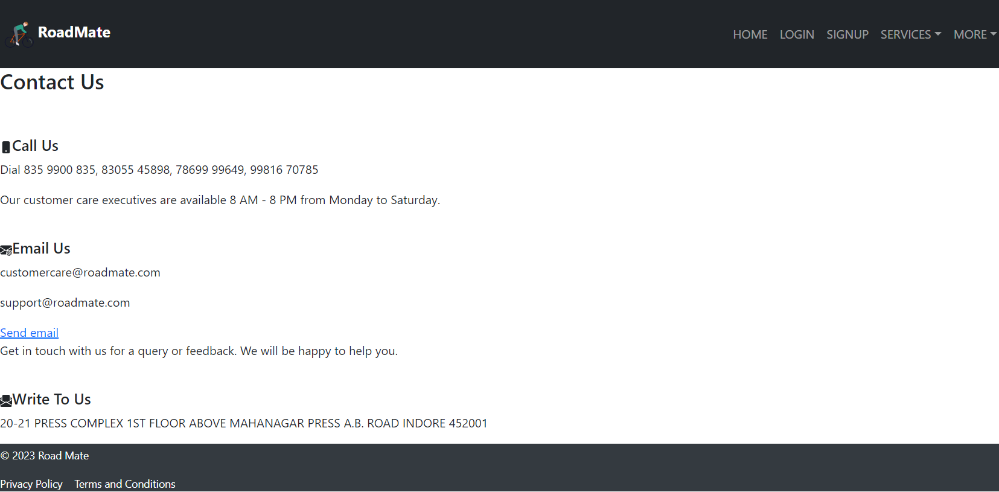 RoadMate
HOME LOGIN SIGNUP SERVICES MORE
Contact Us
Call Us
Dial 835 9900 835, 83055 45898, 78699 99649, 99816 70785
Our customer care executives are available 8 AM - 8 PM from Monday to Saturday.
Email Us
customercare@roadmate.com
support@roadmate.com
Send email
Get in touch with us for a query or feedback. We will be happy to help you.
Write To Us
20-21 PRESS COMPLEX 1ST FLOOR ABOVE MAHANAGAR PRESS A.B. ROAD INDORE 452001
© 2023 Road Mate
Privacy Policy Terms and Conditions